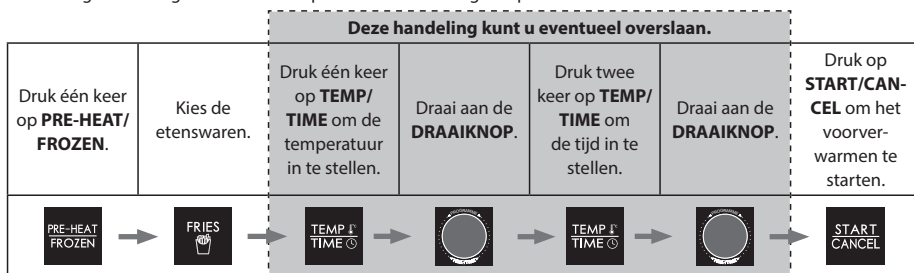 Deze handeling kunt u eventueel overslaan.
Druk één keer
op PRE-HEAT/
FROZEN.
Kies de
etenswaren.
Druk één keer
op TEMP/
TIME om de
temperatuur
in te stellen.
Draai aan de
DRAAIKNOP.
Druk twee
keer op TEMP/
TIME om
de tijd in te
stellen.
Draai aan de
DRAAIKNOP.
Druk op
START/CAN-
CEL om het
voorver-
warmen te
starten.
PRE-HEAT
FROZEN
FRIES
TEMP
TIME
TEMP
TIME
START
CANCEL